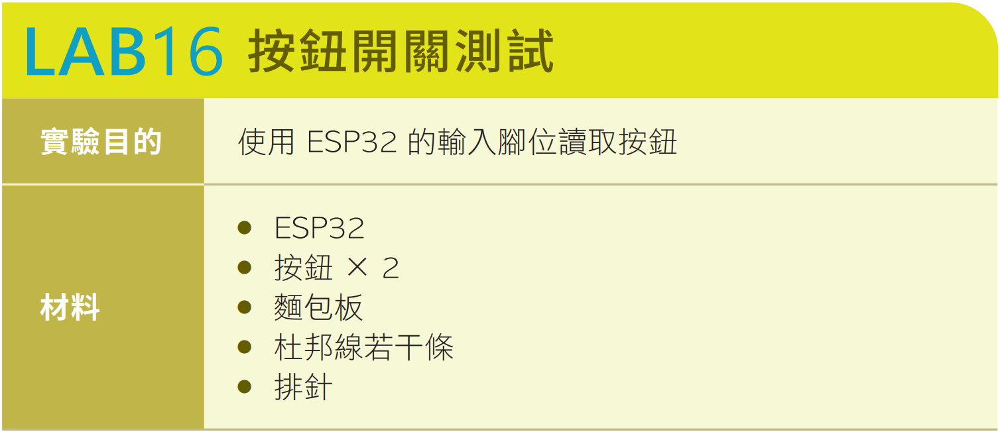 LAB16 按鈕開關測試
實驗目的
使用 ESP32 的輸入腳位讀取按鈕
材料
● ESP32
● 按鈕 × 2
● 麵包板
● 杜邦線若干條
● 排針